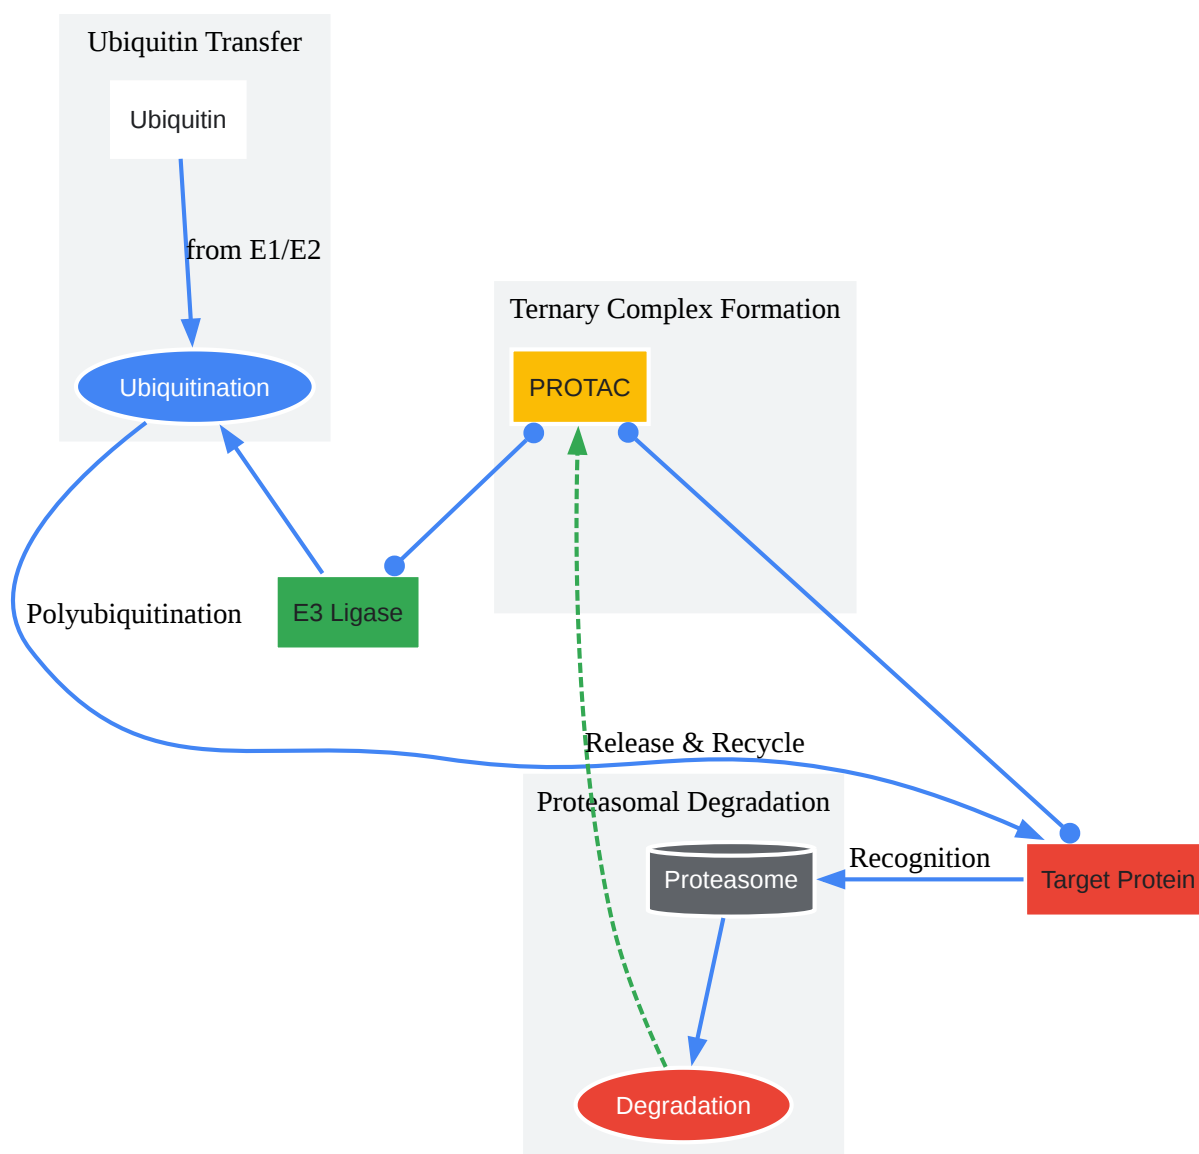 Ubiquitin Transfer
Ubiquitin
from E1/E2
Ubiquitination
Ternary Complex Formation
PROTAC
Polyubiquitination
E3 Ligase
Release & Recycle
Proteasomal Degradation
Recognition
Proteasome
Target Protein
Degradation